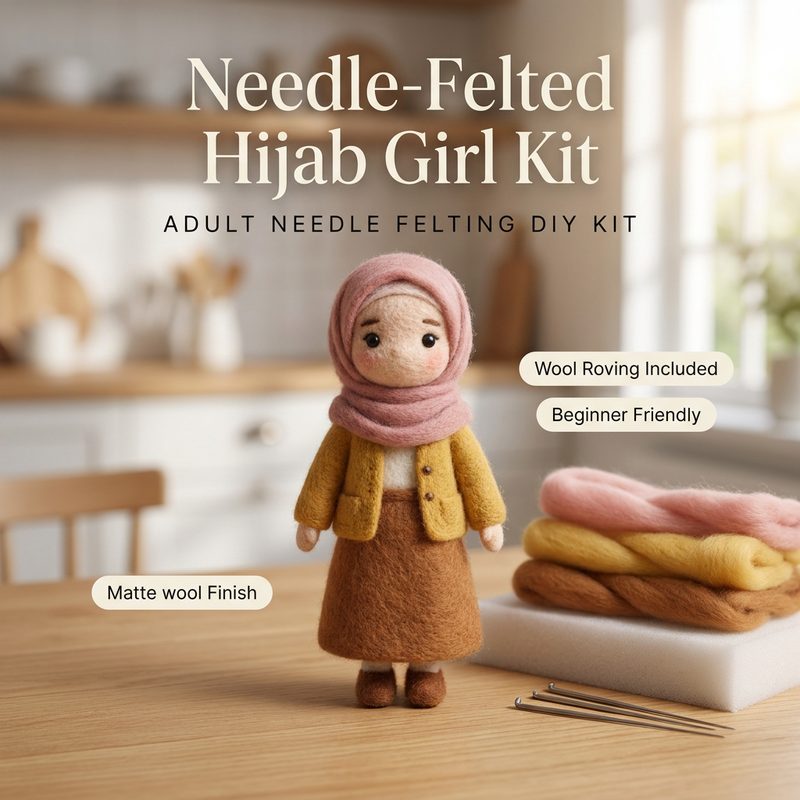 Needle-Felted
Hijab Girl Kit
ADULT NEEDLE FELTING DIY KIT
Wool Roving Included
Beginner Friendly
Matte wool Finish